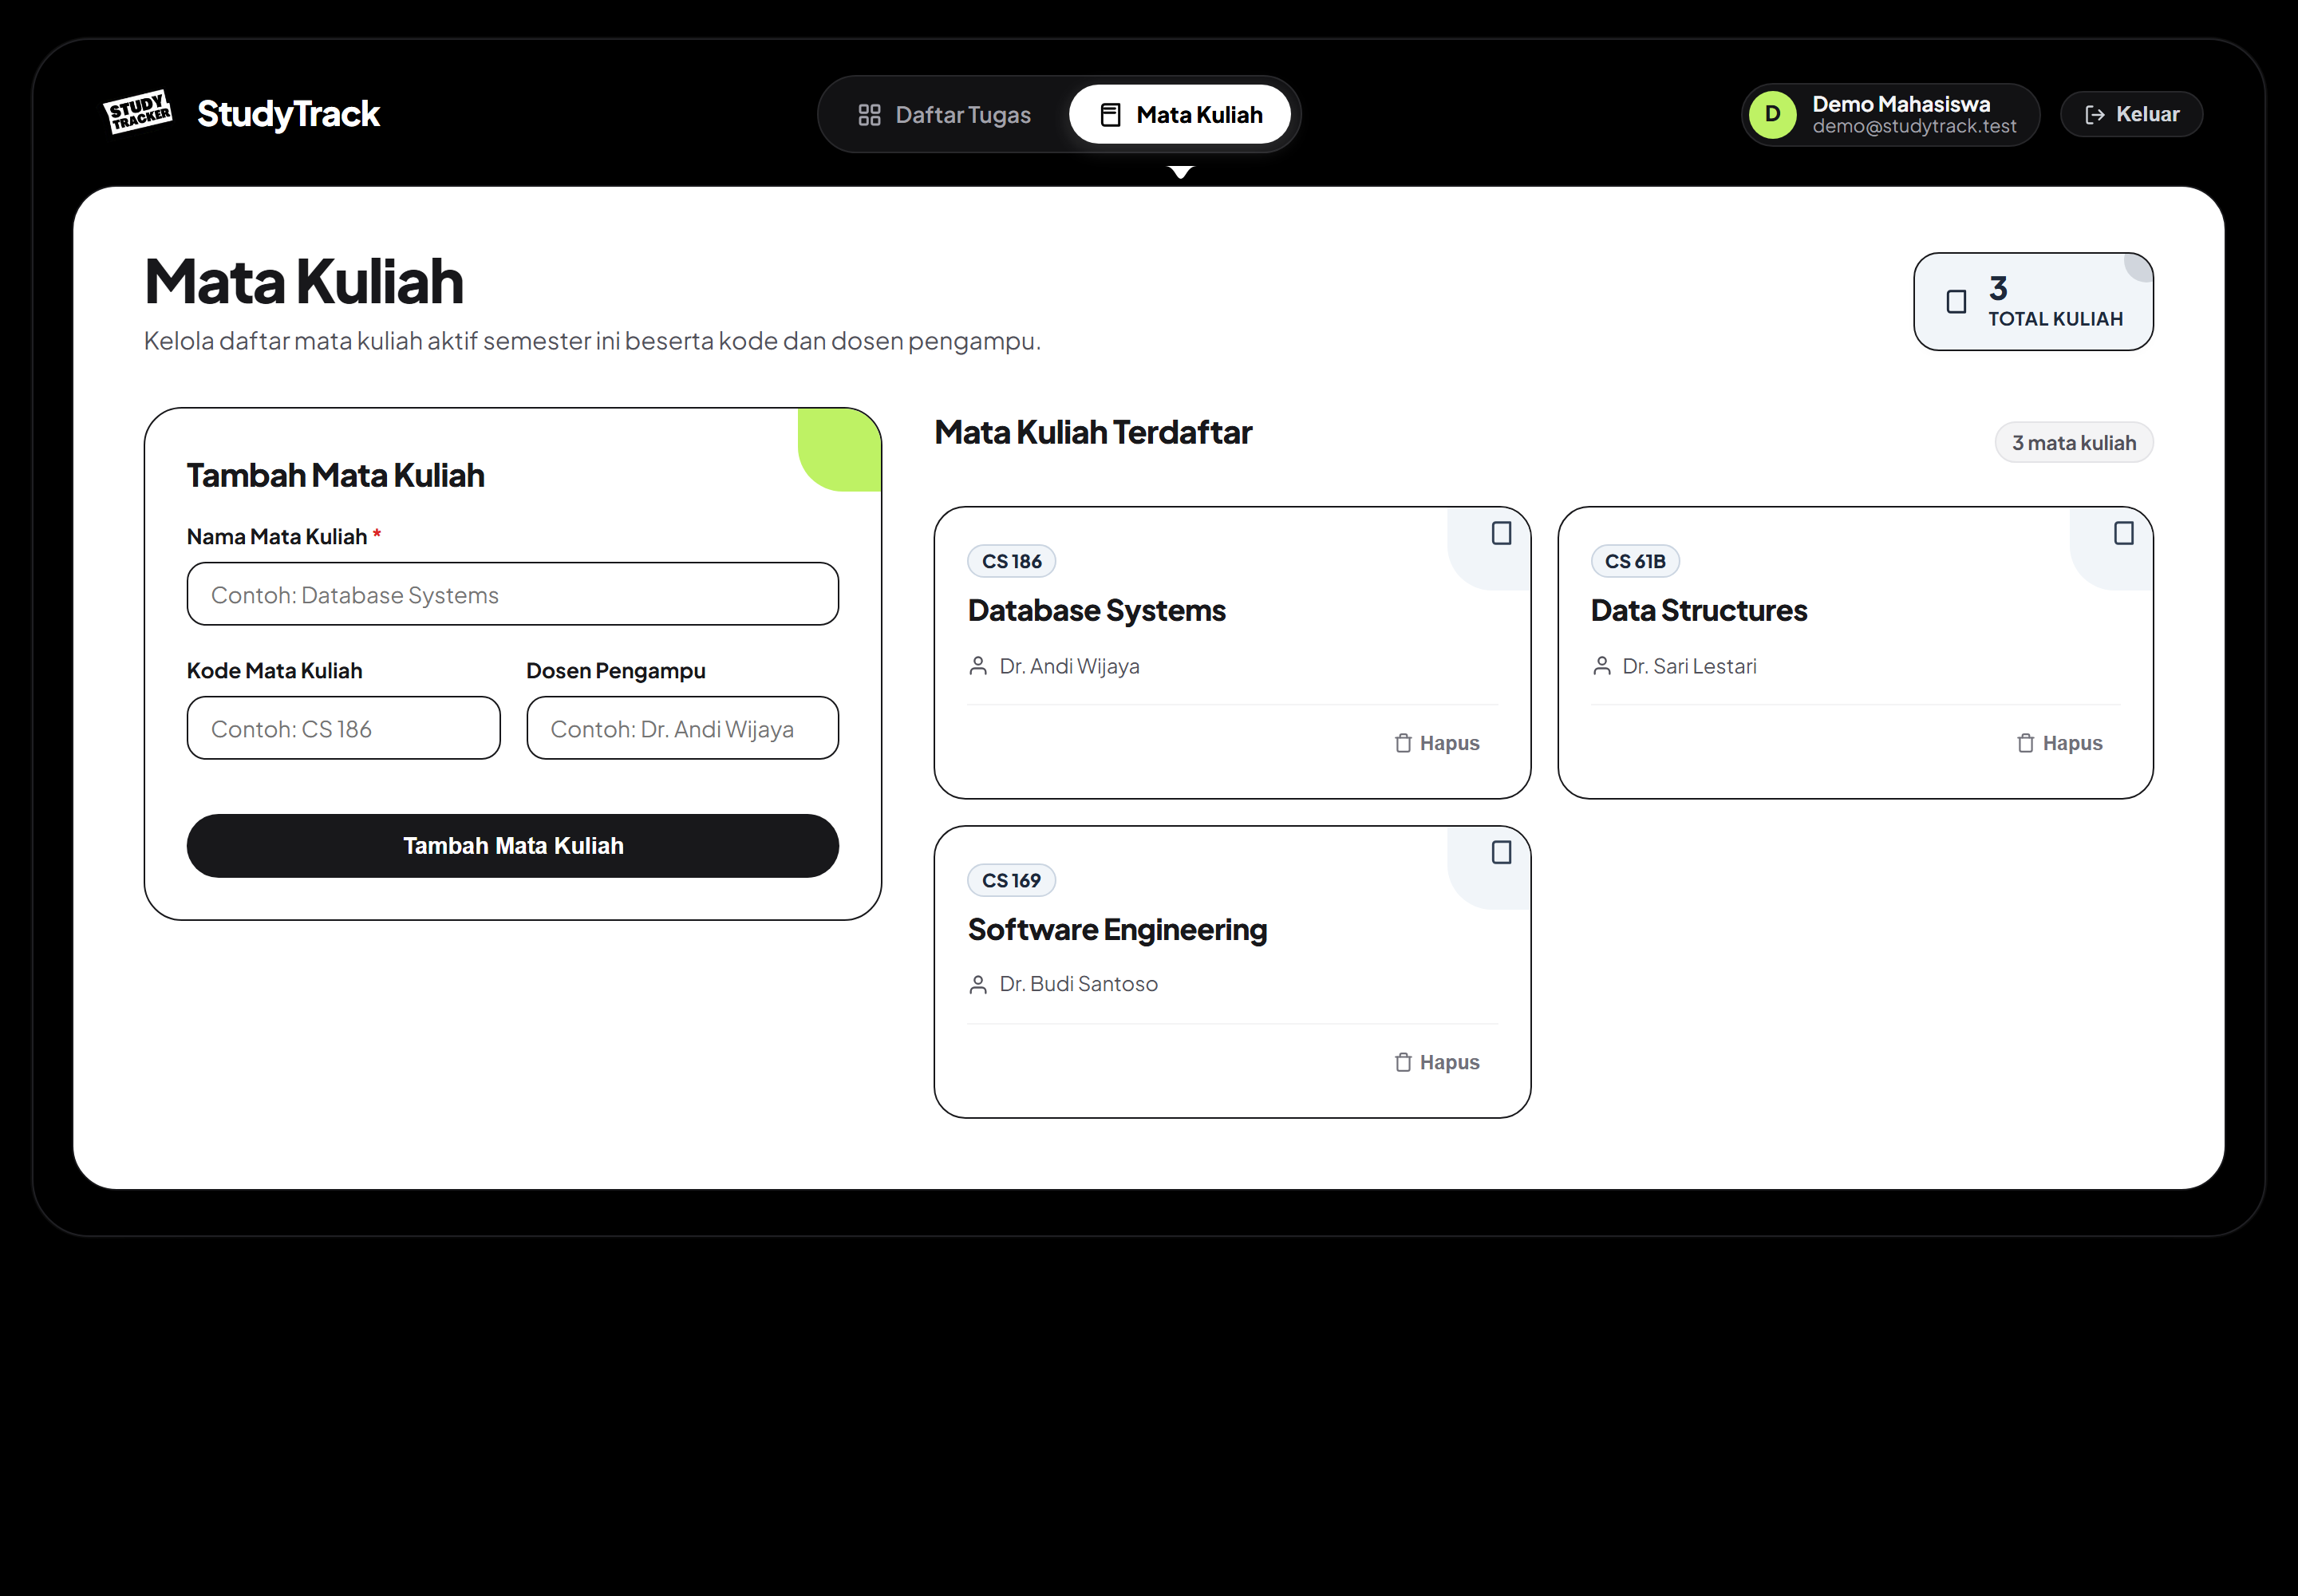 STUDY
TRACKER
StudyTrack
Daftar Tugas
Mata Kuliah
D
Demo Mahasiswa
demo@studytrack.test
Keluar
Mata Kuliah
Kelola daftar mata kuliah aktif semester ini beserta kode dan dosen pengampu.
3
TOTAL KULIAH
Tambah Mata Kuliah
Nama Mata Kuliah *
Contoh: Database Systems
Kode Mata Kuliah
Dosen Pengampu
Contoh: CS 186
Contoh: Dr. Andi Wijaya
Tambah Mata Kuliah
Mata Kuliah Terdaftar
3 mata kuliah
CS 186
Database Systems
Dr. Andi Wijaya
Hapus
CS 61B
Data Structures
Dr. Sari Lestari
Hapus
CS 169
Software Engineering
Dr. Budi Santoso
Hapus